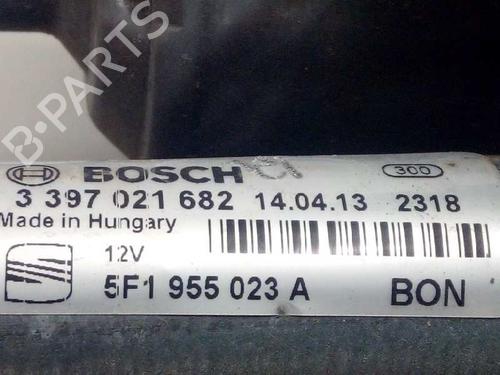 B-PARTS
BOSCH
300
3 397 021 682 14.04.13 2318
Made in Hungary
12V
5F1 955 023 A BON